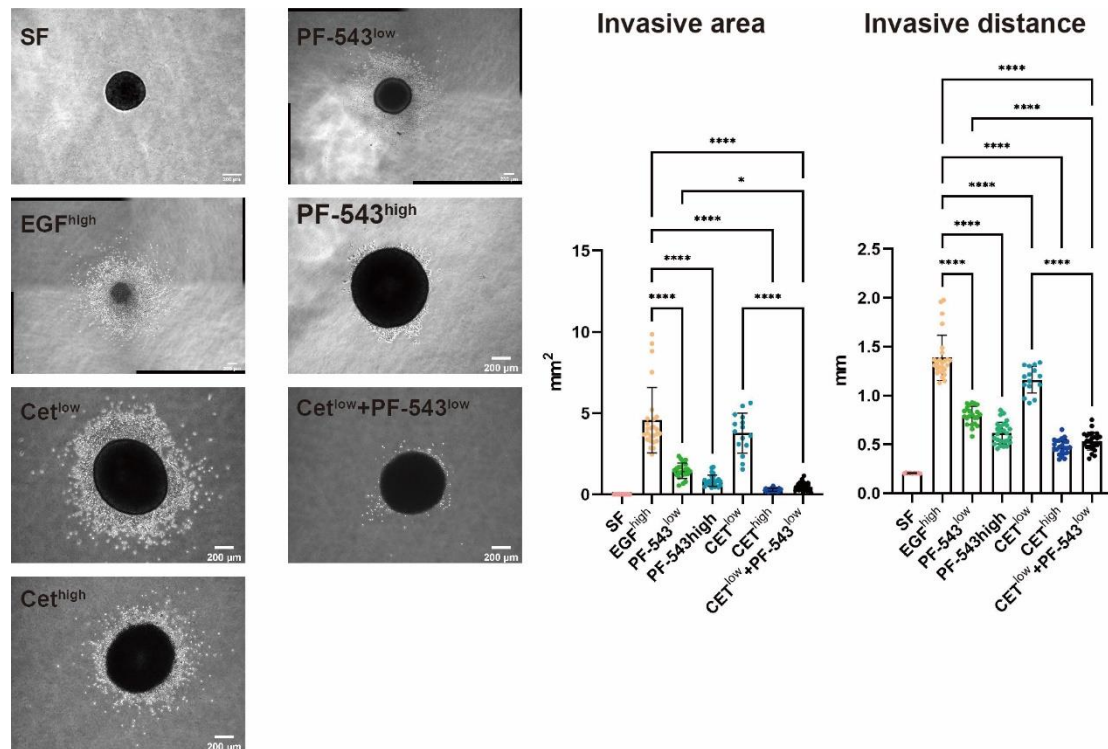 SF
PF-543low
EGFhigh
PF-543high
200 μm
Cetlow
200 μm
Cetlow+PF-543low
200 μm
Cethigh
200 μm
Invasive area
****
*
****
****
****
****
mm2
15
10
5
0
SF
EGFhigh
PF-543low
PF-543high
CETlow
CEThigh
CETlow+PF-543low
Invasive distance
****
****
****
****
****
****
****
mm
2.5
2.0
1.5
1.0
0.5
0.0
SF
EGFhigh
PF-543low
PF-543high
CETlow
CEThigh
CETlow+PF-543low